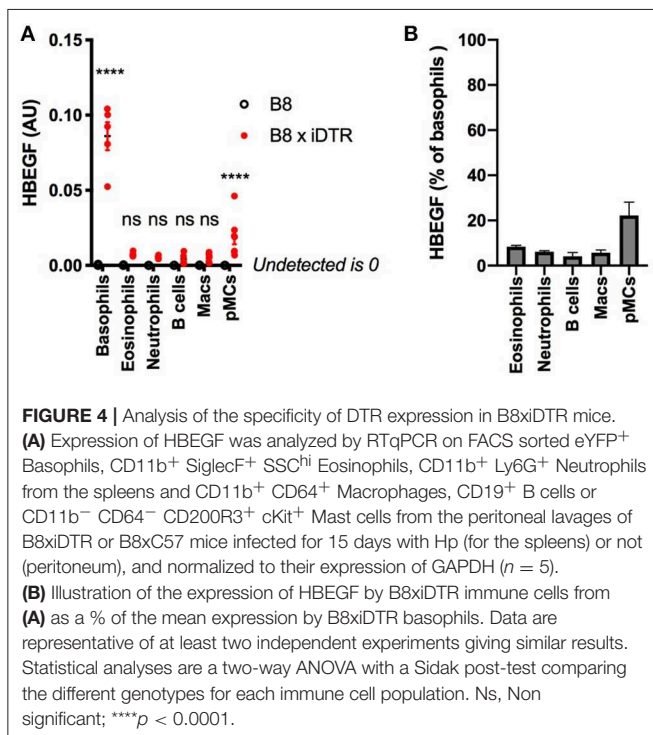 A
B
0.15
0.10
0.05
0.00
HBEGF (AU)
****
B8
B8 x iDTR
****
ns ns ns ns
Undetected is 0
Basophils
Eosinophils
Neutrophils
B cells
Macs
pMCs
100
80
60
40
20
0
HBEGF (% of basophils )
Eosinophils
Neutrophils
B cells
Macs
pMCs
FIGURE 4 | Analysis of the specificity of DTR expression in B8xiDTR mice.
(A) Expression of HBEGF was analyzed by RTqPCR on FACS sorted eYFP⁺
Basophils, CD11b⁺ SiglecF⁺ SSCʰⁱ Eosinophils, CD11b⁺ Ly6G⁺ Neutrophils
from the spleens and CD11b⁺ CD64⁺ Macrophages, CD19⁺ B cells or
CD11b⁻ CD64⁻ CD200R3⁺ cKit⁺ Mast cells from the peritoneal lavages of
B8xiDTR or B8xC57 mice infected for 15 days with Hp (for the spleens) or not
(peritoneum), and normalized to their expression of GAPDH (n = 5).
(B) Illustration of the expression of HBEGF by B8xiDTR immune cells from
(A) as a % of the mean expression by B8xiDTR basophils. Data are
representative of at least two independent experiments giving similar results.
Statistical analyses are a two-way ANOVA with a Sidak post-test comparing
the different genotypes for each immune cell population. Ns, Non
significant; ****p < 0.0001.